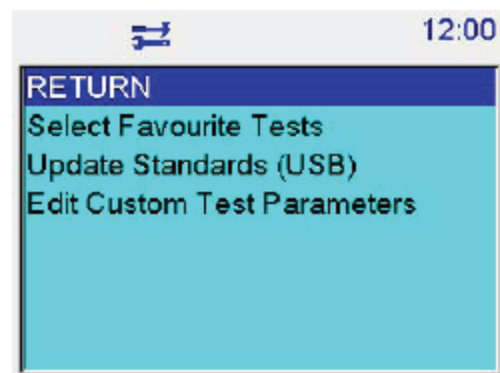 12:00
RETURN
Select Favourite Tests
Update Standards (USB)
Edit Custom Test Parameters